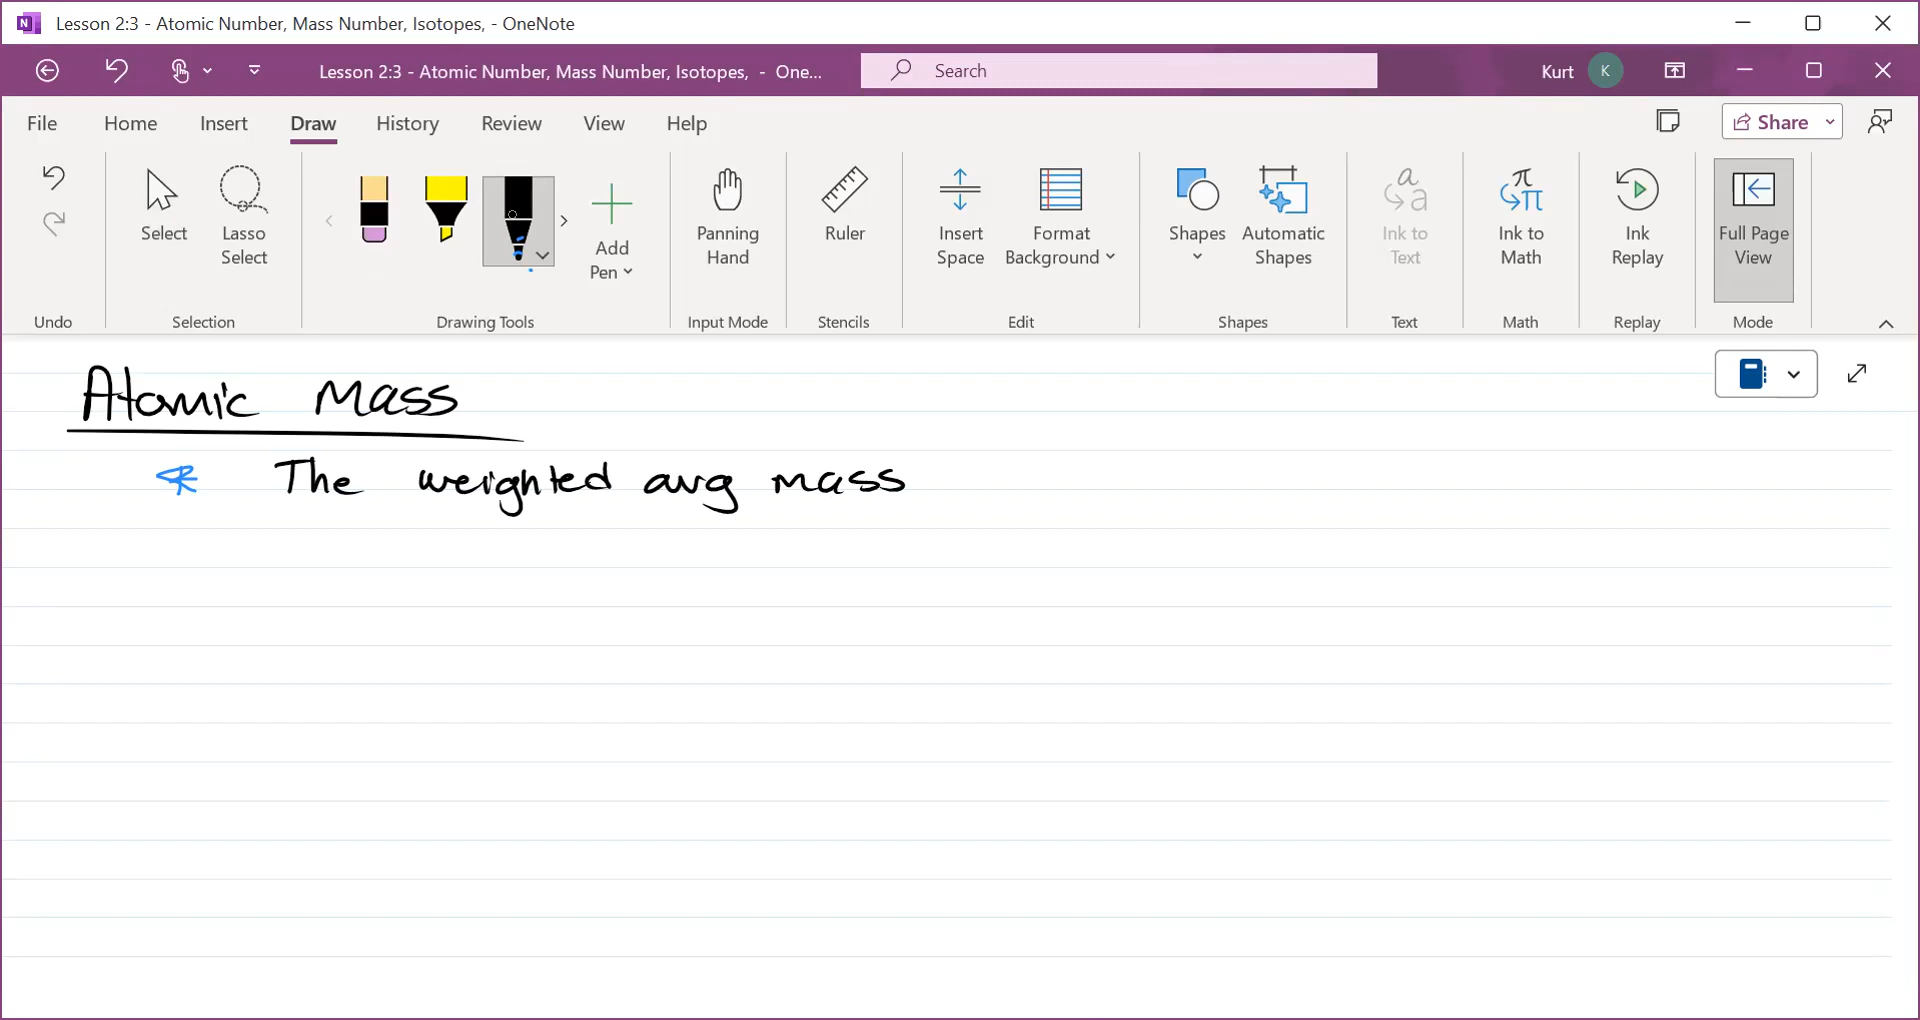 Lesson 2:3 - Atomic Number, Mass Number, Isotopes, - OneNote
Lesson 2:3 - Atomic Number, Mass Number, Isotopes, - One...
Search
Kurt
K
File Home Insert Draw History Review View Help
Share
Select
Lasso Select
Add Pen
Panning Hand
Ruler
Insert Space
Format Background
Shapes
Automatic Shapes
Ink to Text
Ink to Math
Ink Replay
Full Page View
Undo Selection Drawing Tools Input Mode Stencils Edit Shapes Text Math Replay Mode
Atomic Mass
The weighted avg mass